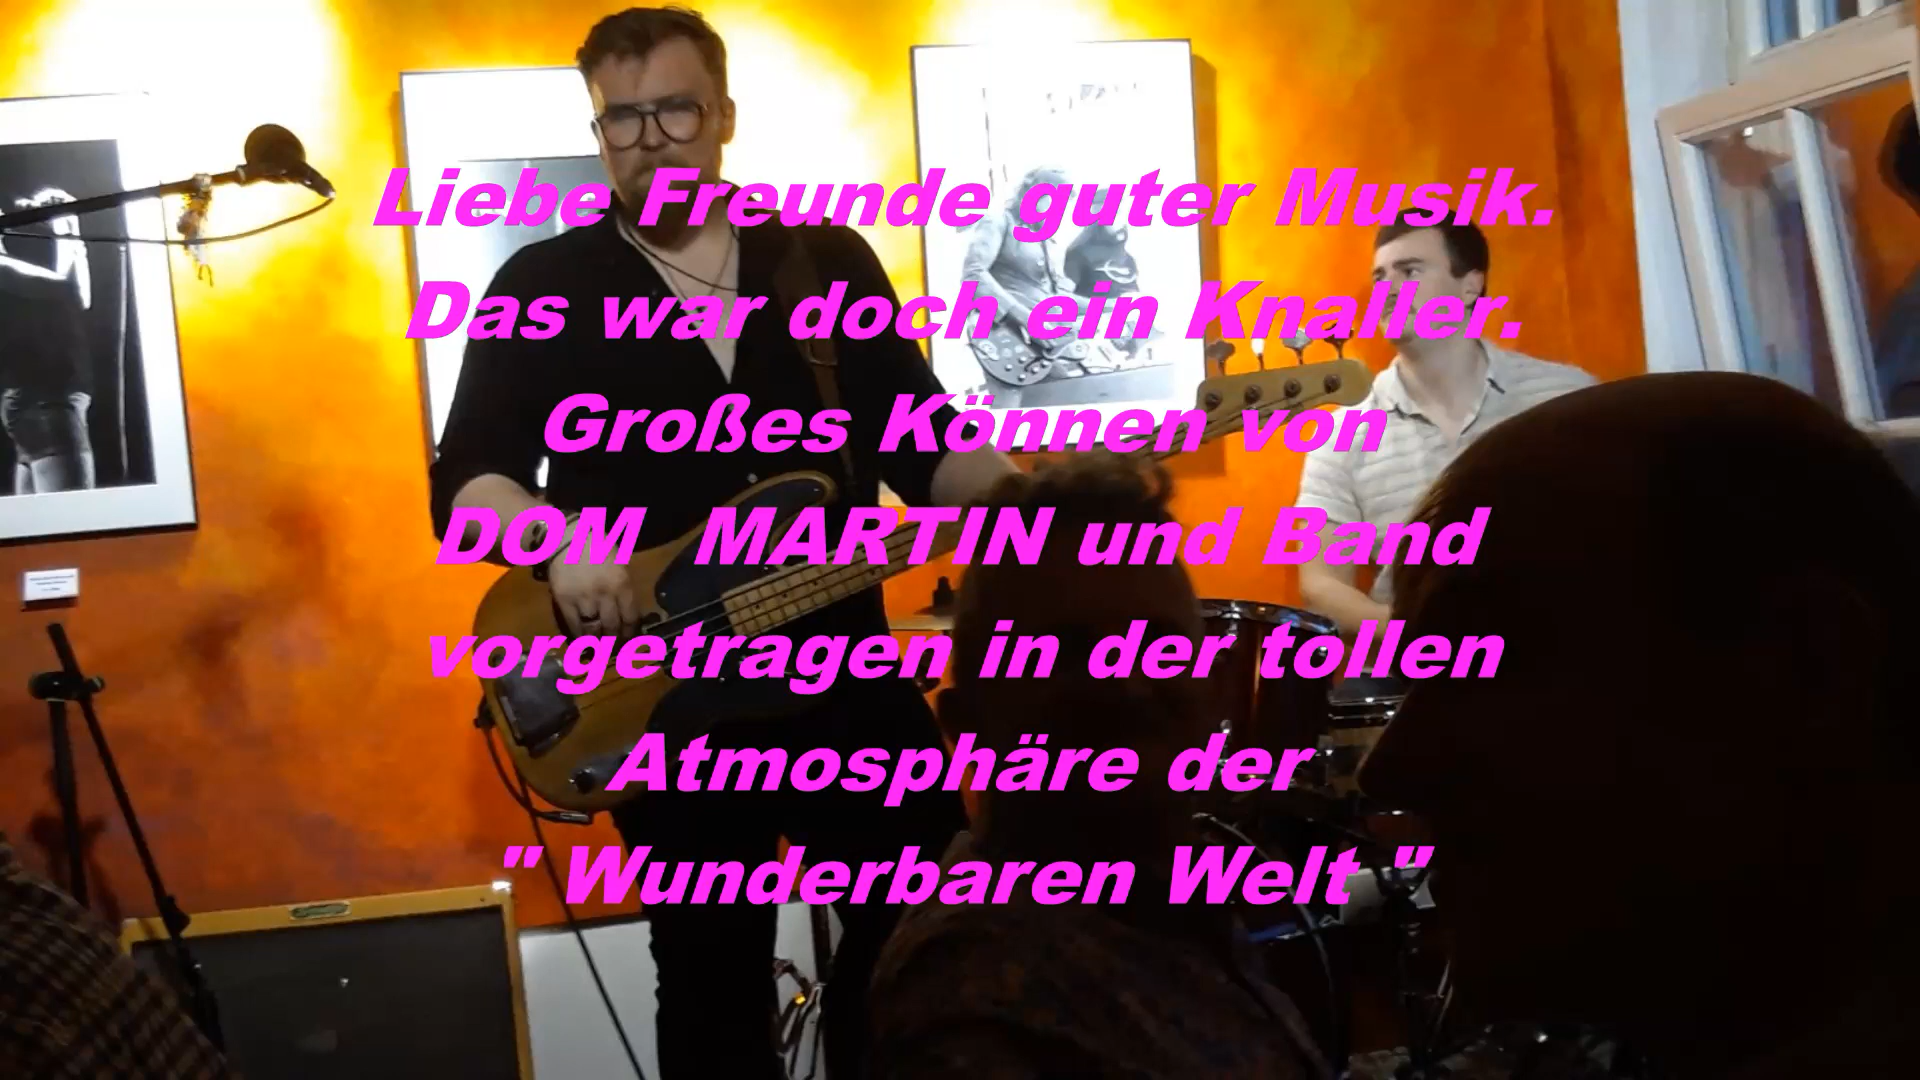 Liebe Freunde guter Musik.
Das war doch ein Knaller.
Großes Können von
DOM MARTIN und Band
vorgetragen in der tollen
Atmosphäre der
" Wunderbaren Welt "